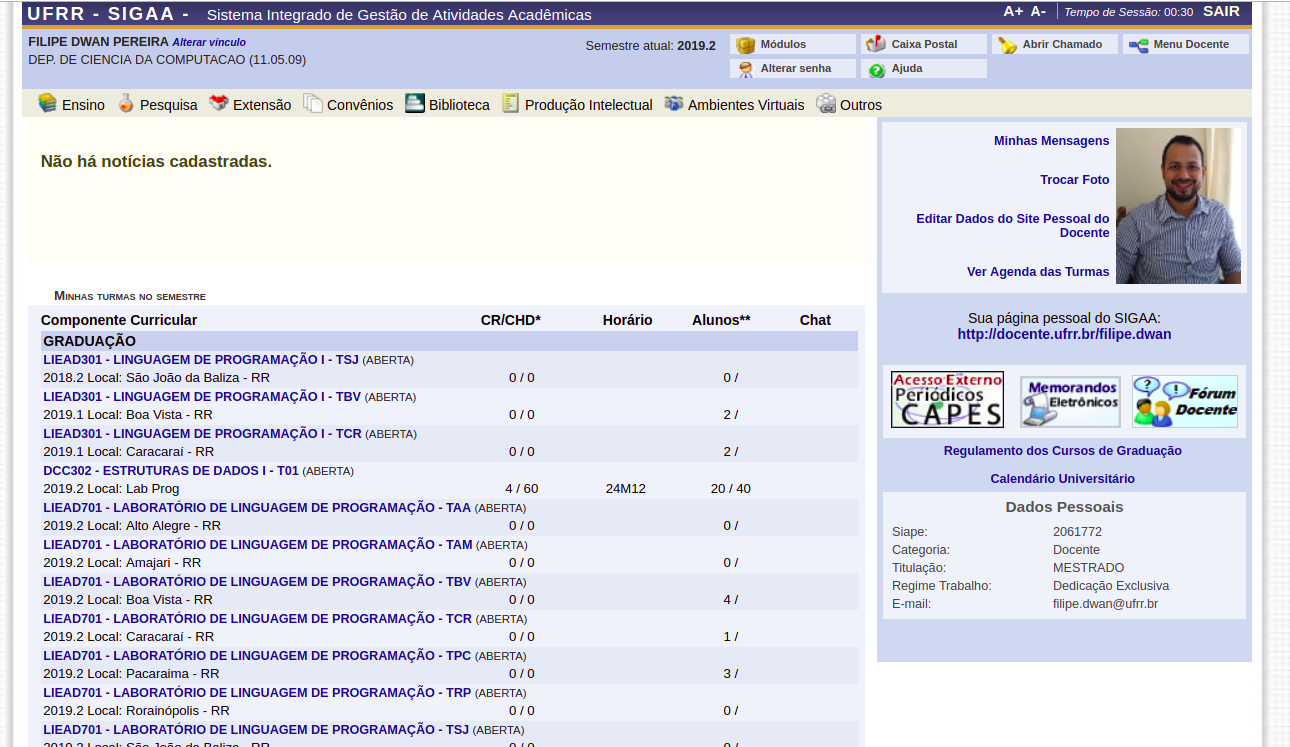 UFRR - SIGAA - Sistema Integrado de Gestão de Atividades Acadêmicas A+ A- Tempo de Sessão: 00:30 SAIR
FILIPE DWAN PEREIRA Alterar vínculo
DEP. DE CIENCIA DA COMPUTACAO (11.05.09)
Semestre atual: 2019.2
Módulos Caixa Postal Abrir Chamado Menu Docente
Alterar senha Ajuda
Ensino Pesquisa Extensão Convênios Biblioteca Produção Intelectual Ambientes Virtuais Outros
Não há notícias cadastradas.
MINHAS TURMAS NO SEMESTRE
Componente Curricular CR/CHD* Horário Alunos** Chat
GRADUAÇÃO
LIEAD301 - LINGUAGEM DE PROGRAMAÇÃO I - TSJ (ABERTA)
2018.2 Local: São João da Baliza - RR 0 / 0 0 /
LIEAD301 - LINGUAGEM DE PROGRAMAÇÃO I - TBV (ABERTA)
2019.1 Local: Boa Vista - RR 0 / 0 2 /
LIEAD301 - LINGUAGEM DE PROGRAMAÇÃO I - TCR (ABERTA)
2019.1 Local: Caracaraí - RR 0 / 0 2 /
DCC302 - ESTRUTURAS DE DADOS I - T01 (ABERTA)
2019.2 Local: Lab Prog 4 / 60 24M12 20 / 40
LIEAD701 - LABORATÓRIO DE LINGUAGEM DE PROGRAMAÇÃO - TAA (ABERTA)
2019.2 Local: Alto Alegre - RR 0 / 0 0 /
LIEAD701 - LABORATÓRIO DE LINGUAGEM DE PROGRAMAÇÃO - TAM (ABERTA)
2019.2 Local: Amajari - RR 0 / 0 0 /
LIEAD701 - LABORATÓRIO DE LINGUAGEM DE PROGRAMAÇÃO - TBV (ABERTA)
2019.2 Local: Boa Vista - RR 0 / 0 4 /
LIEAD701 - LABORATÓRIO DE LINGUAGEM DE PROGRAMAÇÃO - TCR (ABERTA)
2019.2 Local: Caracaraí - RR 0 / 0 1 /
LIEAD701 - LABORATÓRIO DE LINGUAGEM DE PROGRAMAÇÃO - TPC (ABERTA)
2019.2 Local: Pacaraima - RR 0 / 0 3 /
LIEAD701 - LABORATÓRIO DE LINGUAGEM DE PROGRAMAÇÃO - TRP (ABERTA)
2019.2 Local: Rorainópolis - RR 0 / 0 0 /
LIEAD701 - LABORATÓRIO DE LINGUAGEM DE PROGRAMAÇÃO - TSJ (ABERTA)
2019.2 Local: São João da Baliza - RR 0 / 0 0 /
Minhas Mensagens
Trocar Foto
Editar Dados do Site Pessoal do
Docente
Ver Agenda das Turmas
Sua página pessoal do SIGAA:
http://docente.ufrr.br/filipe.dwan
Acesso Externo
Periódicos
CAPES
Memorandos
Eletrônicos
? !
Fórum
Docente
Regulamento dos Cursos de Graduação
Calendário Universitário
Dados Pessoais
Siape: 2061772
Categoria: Docente
Titulação: MESTRADO
Regime Trabalho: Dedicação Exclusiva
E-mail: filipe.dwan@ufrr.br